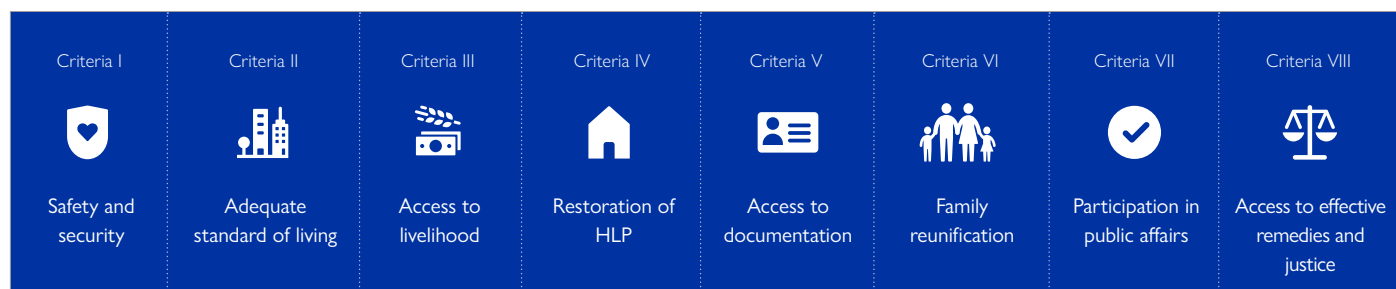 Criteria I
Safety and
security
Criteria II
Adequate
standard of living
Criteria III
Access to
livelihood
Criteria IV
Restoration of
HLP
Criteria V
Access to
documentation
Criteria VI
Family
reunification
Criteria VII
Participation in
public affairs
Criteria VIII
Access to effective
remedies and
justice